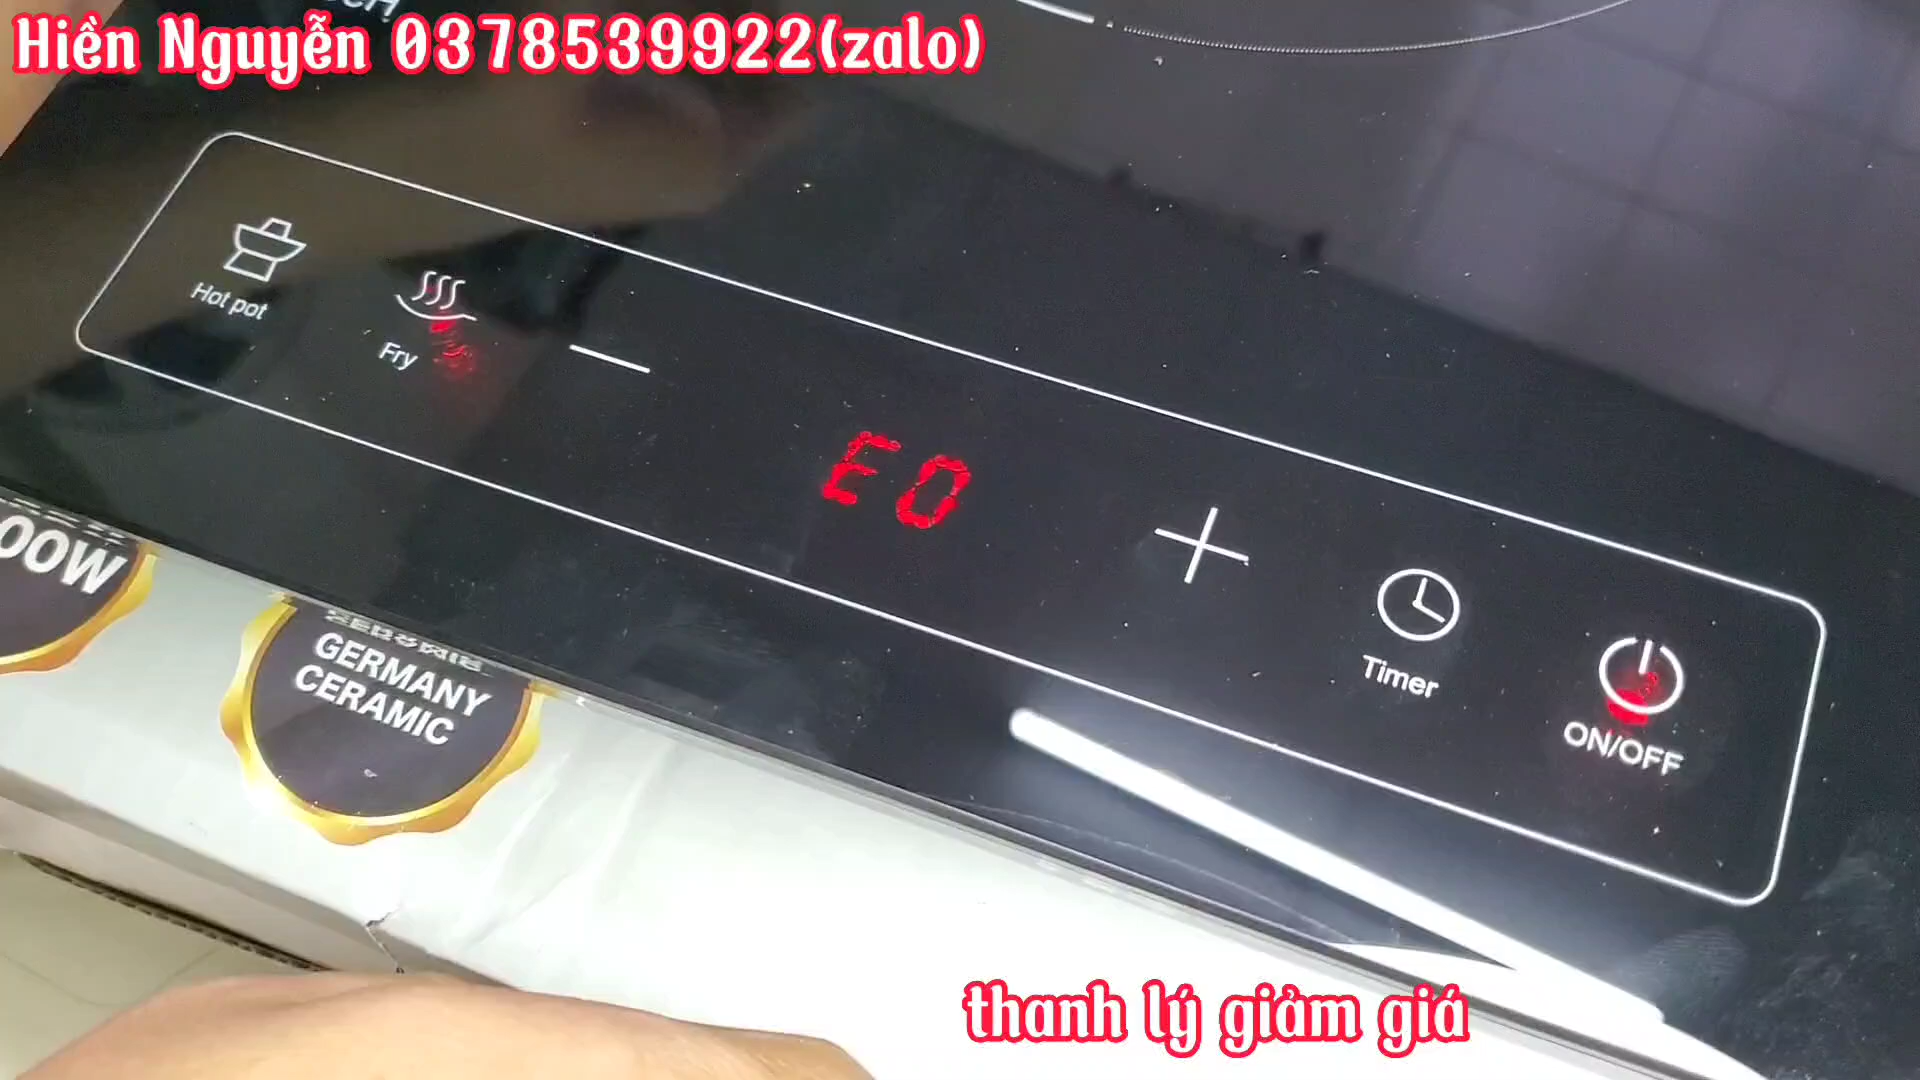 Hiền Nguyễn 0378539922(zalo)
Hot pot
Fry
E0
Timer
ON/OFF
00W
GERMANY
CERAMIC
thanh lý giảm giá